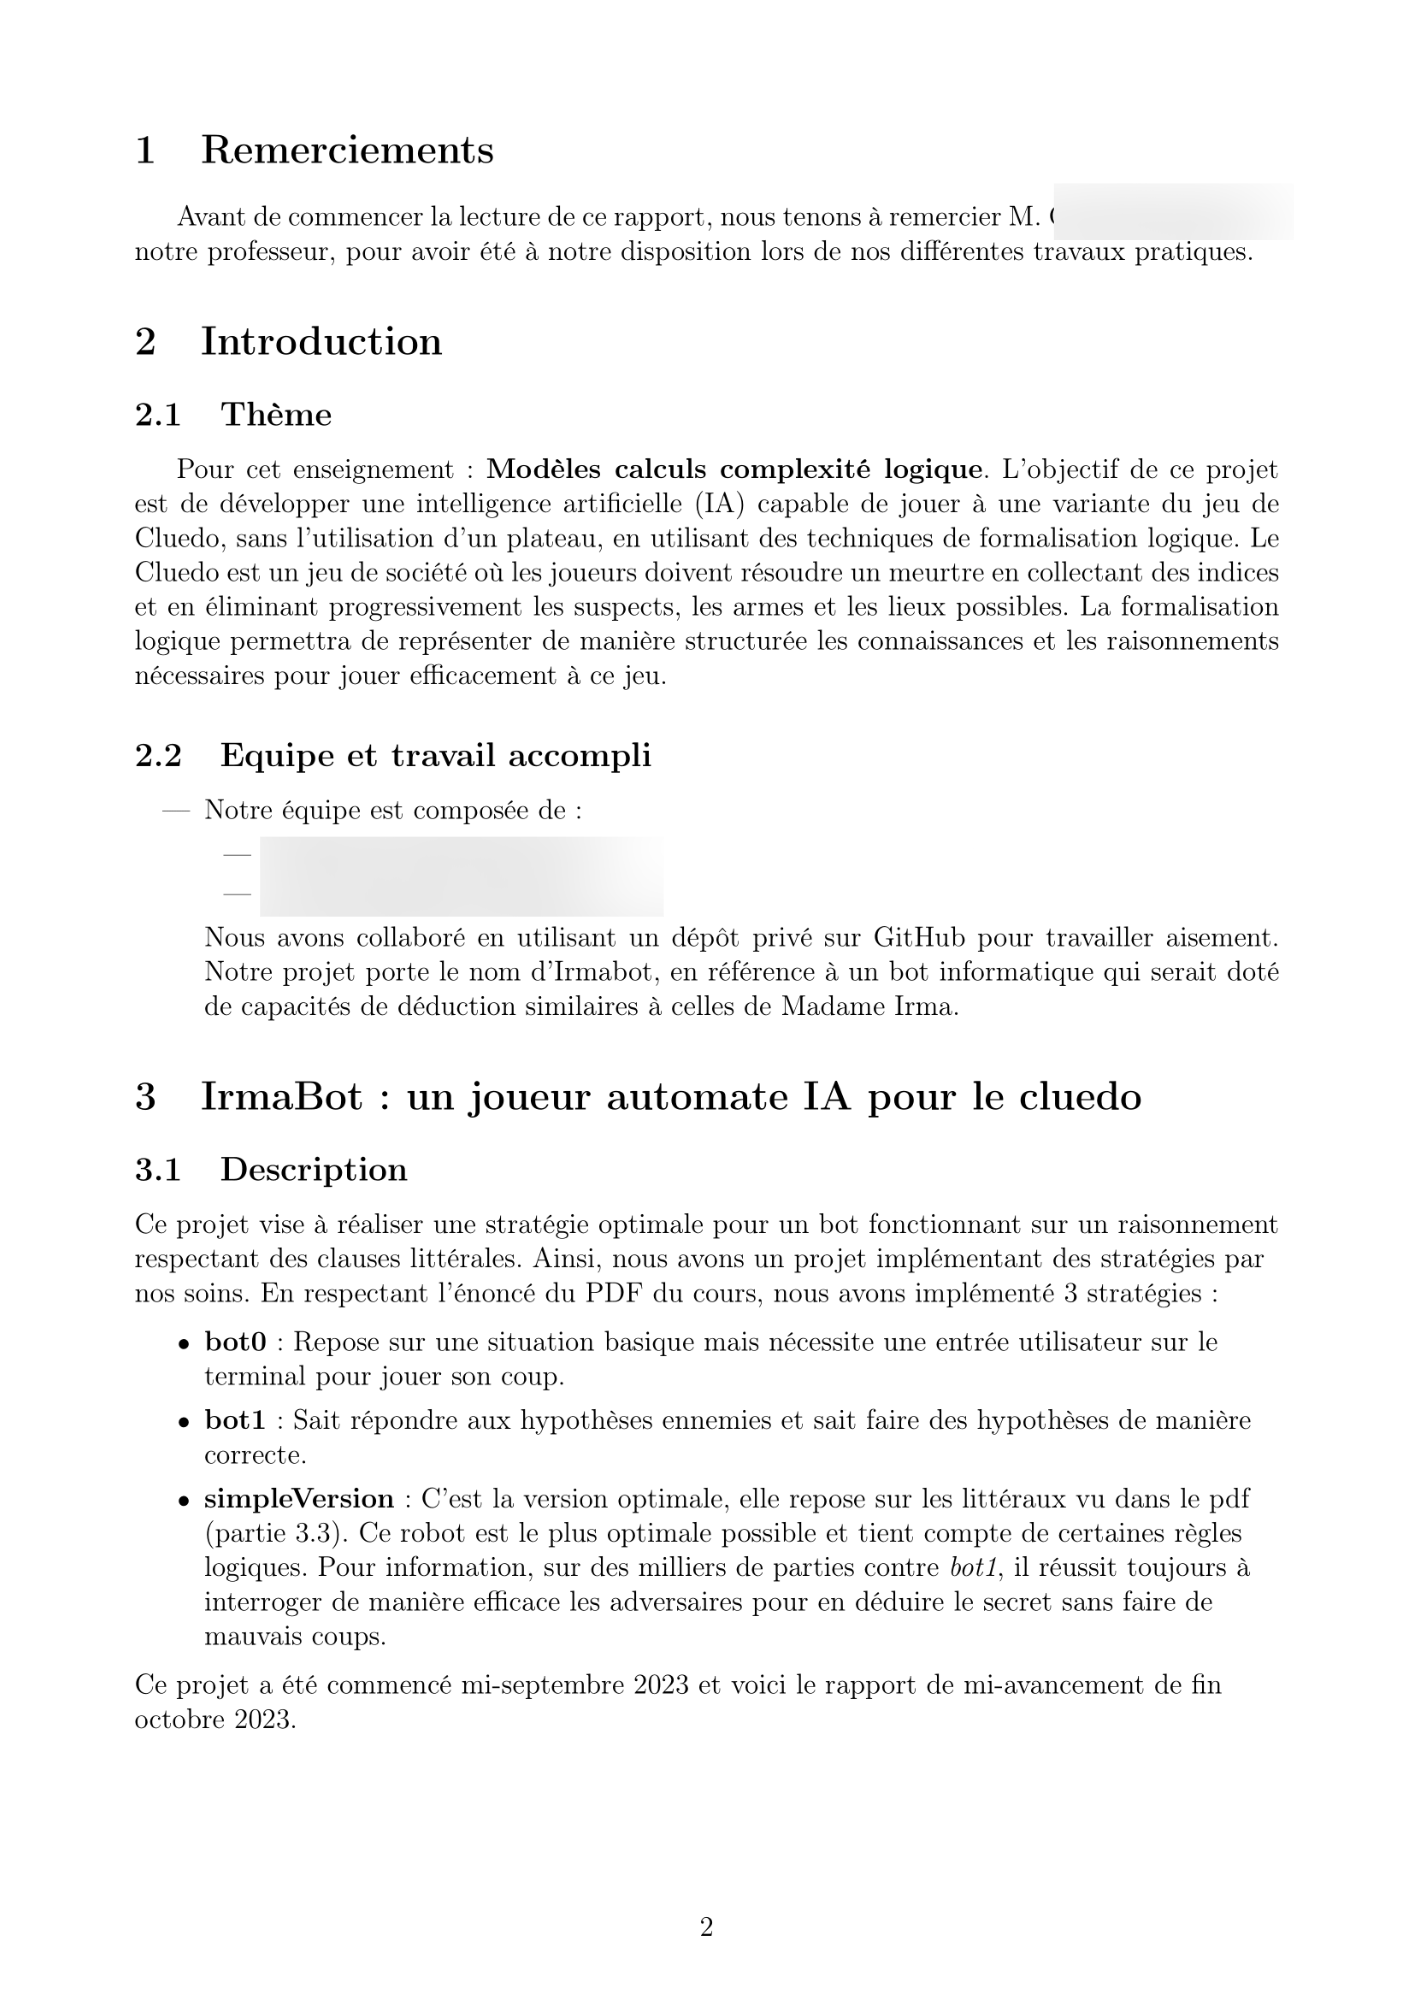 1 Remerciements
Avant de commencer la lecture de ce rapport, nous tenons à remercier M.
notre professeur, pour avoir été à notre disposition lors de nos différentes travaux pratiques.
2 Introduction
2.1 Thème
Pour cet enseignement : Modèles calculs complexité logique. L'objectif de ce projet
est de développer une intelligence artificielle (IA) capable de jouer à une variante du jeu de
Cluedo, sans l'utilisation d'un plateau, en utilisant des techniques de formalisation logique. Le
Cluedo est un jeu de société où les joueurs doivent résoudre un meurtre en collectant des indices
et en éliminant progressivement les suspects, les armes et les lieux possibles. La formalisation
logique permettra de représenter de manière structurée les connaissances et les raisonnements
nécessaires pour jouer efficacement à ce jeu.
2.2 Equipe et travail accompli
— Notre équipe est composée de :
—
—
Nous avons collaboré en utilisant un dépôt privé sur GitHub pour travailler aisement.
Notre projet porte le nom d'Irmabot, en référence à un bot informatique qui serait doté
de capacités de déduction similaires à celles de Madame Irma.
3 IrmaBot : un joueur automate IA pour le cluedo
3.1 Description
Ce projet vise à réaliser une stratégie optimale pour un bot fonctionnant sur un raisonnement
respectant des clauses littérales. Ainsi, nous avons un projet implémentant des stratégies par
nos soins. En respectant l'énoncé du PDF du cours, nous avons implémenté 3 stratégies :
• bot0 : Repose sur une situation basique mais nécessite une entrée utilisateur sur le
terminal pour jouer son coup.
• bot1 : Sait répondre aux hypothèses ennemies et sait faire des hypothèses de manière
correcte.
• simpleVersion : C'est la version optimale, elle repose sur les littéraux vu dans le pdf
(partie 3.3). Ce robot est le plus optimale possible et tient compte de certaines règles
logiques. Pour information, sur des milliers de parties contre bot1, il réussit toujours à
interroger de manière efficace les adversaires pour en déduire le secret sans faire de
mauvais coups.
Ce projet a été commencé mi-septembre 2023 et voici le rapport de mi-avancement de fin
octobre 2023.
2